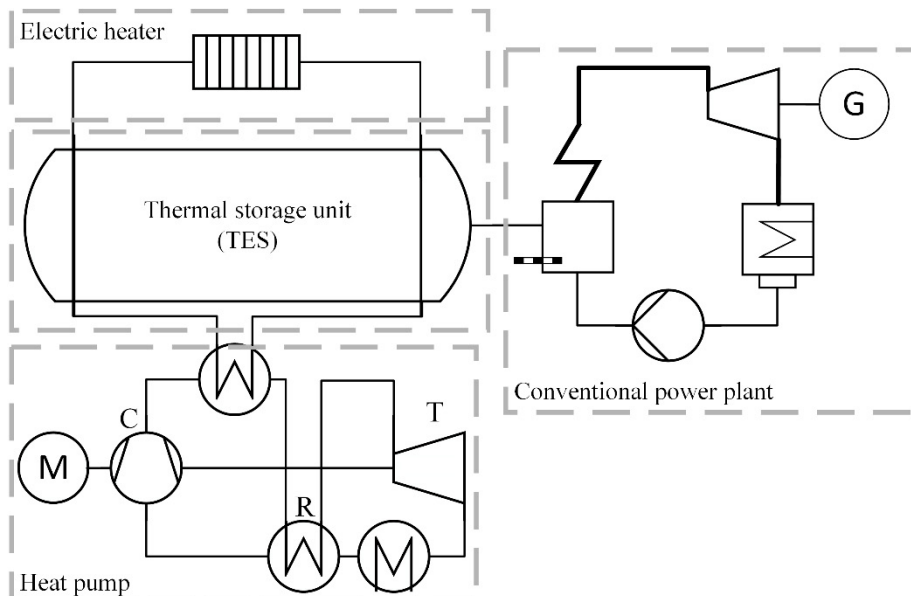 Electric heater
G
Thermal storage unit
(TES)
Conventional power plant
C
T
M
R
Heat pump